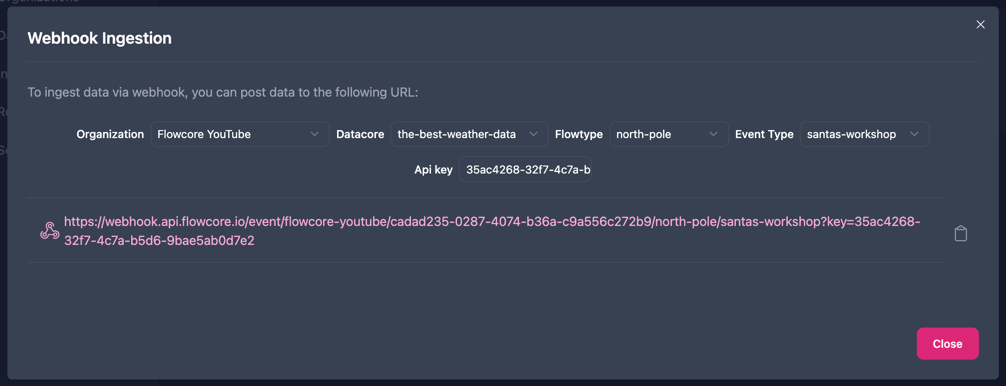 Webhook Ingestion
To ingest data via webhook, you can post data to the following URL:
Organization Flowcore YouTube Datacore the-best-weather-data Flowtype north-pole Event Type santas-workshop
Api key 35ac4268-32f7-4c7a-b
https://webhook.api.flowcore.io/event/flowcore-youtube/cadad235-0287-4074-b36a-c9a556c272b9/north-pole/santas-workshop?key=35ac4268-
32f7-4c7a-b5d6-9bae5ab0d7e2
Close